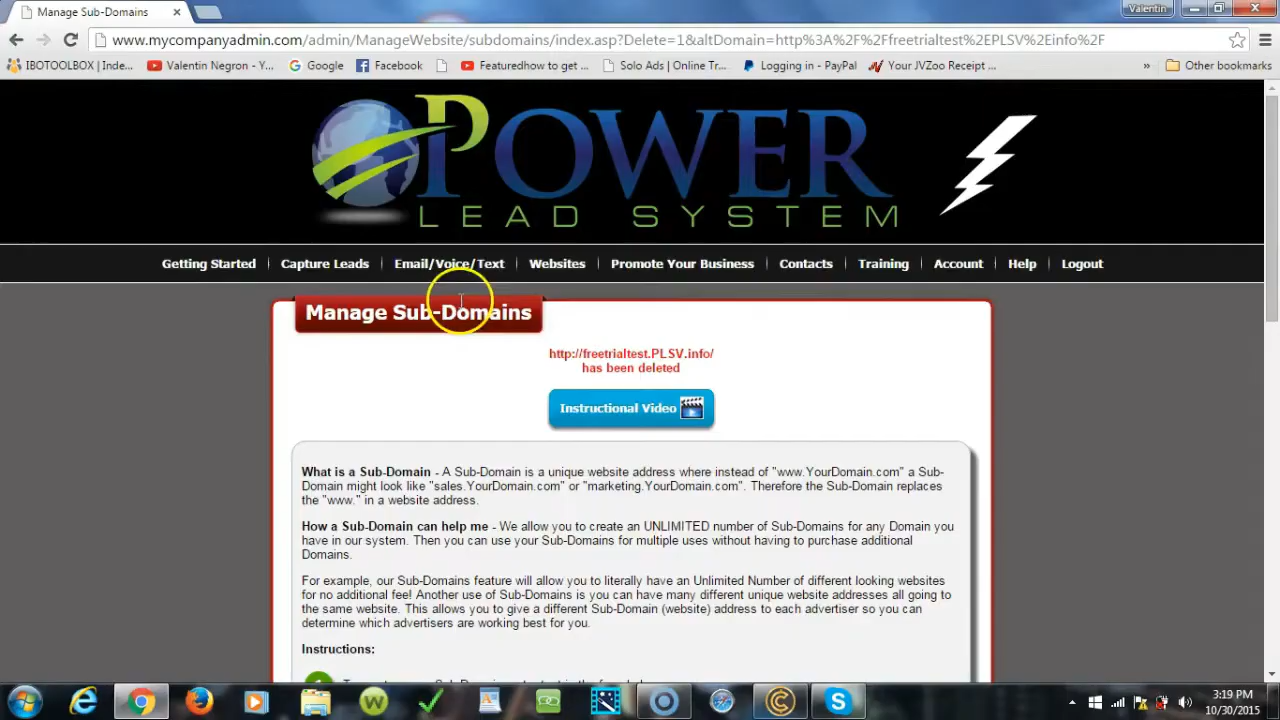 Manage Sub-Domains
Valentin
www.mycompanyadmin.com/admin/ManageWebsite/subdomains/index.asp?Delete=1&altDomain=http%3A%2F%2Ffreetrialtest%2EPLSV%2Einfo%2F
IBOTOOLBOX | Inde... Valentin Negron - Y... Google Facebook Featuredhow to get ... Solo Ads | Online Tr... Logging in - PayPal Your JVZoo Receipt ... » Other bookmarks
POWER
LEAD SYSTEM
Getting Started | Capture Leads | Email/Voice/Text | Websites | Promote Your Business | Contacts | Training | Account | Help | Logout
Manage Sub-Domains
http://freetrialtest.PLSV.info/
has been deleted
Instructional Video
What is a Sub-Domain - A Sub-Domain is a unique website address where instead of "www.YourDomain.com" a Sub-
Domain might look like "sales.YourDomain.com" or "marketing.YourDomain.com". Therefore the Sub-Domain replaces
the "www." in a website address.
How a Sub-Domain can help me - We allow you to create an UNLIMITED number of Sub-Domains for any Domain you
have in our system. Then you can use your Sub-Domains for multiple uses without having to purchase additional
Domains.
For example, our Sub-Domains feature will allow you to literally have an Unlimited Number of different looking websites
for no additional fee! Another use of Sub-Domains is you can have many different unique website addresses all going to
the same website. This allows you to give a different Sub-Domain (website) address to each advertiser so you can
determine which advertisers are working best for you.
Instructions:
3:19 PM
10/30/2015